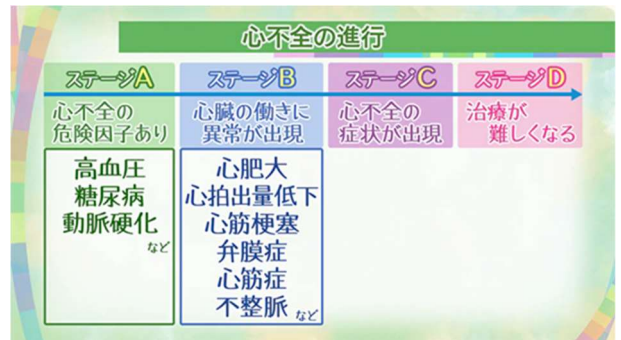 心不全の進行
ステージA
ステージB
ステージC
ステージD
心不全の
危険因子あり
心臓の働きに
異常が出現
心不全の
症状が出現
治療が
難しくなる
高血圧
糖尿病
動脈硬化
など
心肥大
心拍出量低下
心筋梗塞
弁膜症
心筋症
不整脈 など